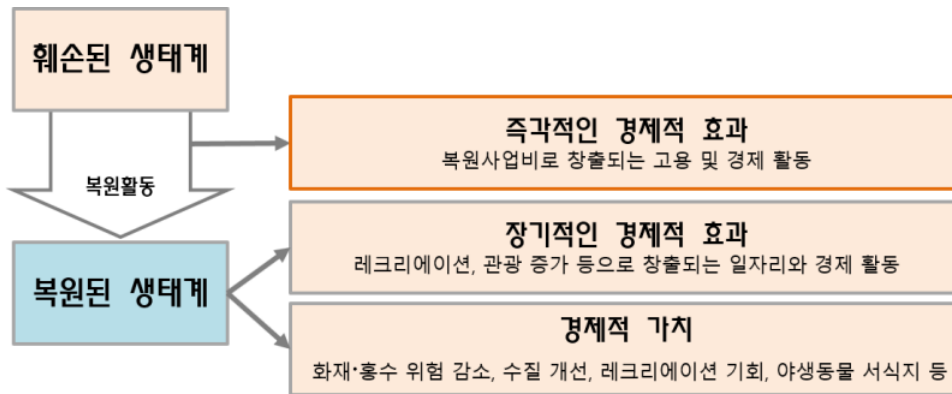 훼손된 생태계
즉각적인 경제적 효과
복원사업비로 창출되는 고용 및 경제 활동
복원활동
장기적인 경제적 효과
레크리에이션, 관광 증가 등으로 창출되는 일자리와 경제 활동
복원된 생태계
경제적 가치
화재·홍수 위험 감소, 수질 개선, 레크리에이션 기회, 야생동물 서식지 등